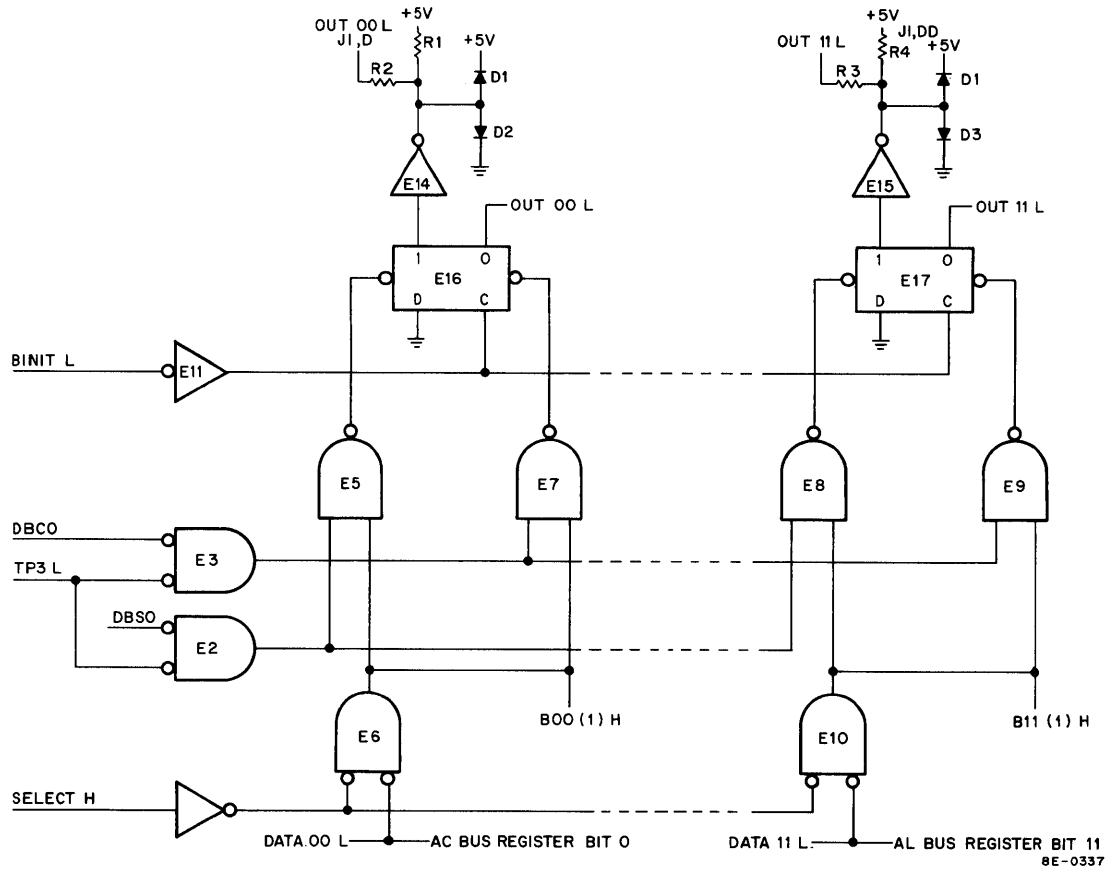 +5V
OUT 00 L
J1,D
R1
+5V
R2
D1
D2
E14
OUT 00 L
1 0
E16
D C
+5V
J1,DD
OUT 11 L
R4
+5V
R3
D1
D3
E15
OUT 11 L
1 0
E17
D C
BINIT L
E11
E5
E7
E8
E9
DBCO
E3
TP3 L
DBSO
E2
B00 (1) H
B11 (1) H
E6
E10
SELECT H
DATA.00 L
AC BUS REGISTER BIT 0
DATA 11 L.
AL BUS REGISTER BIT 11
8E-0337